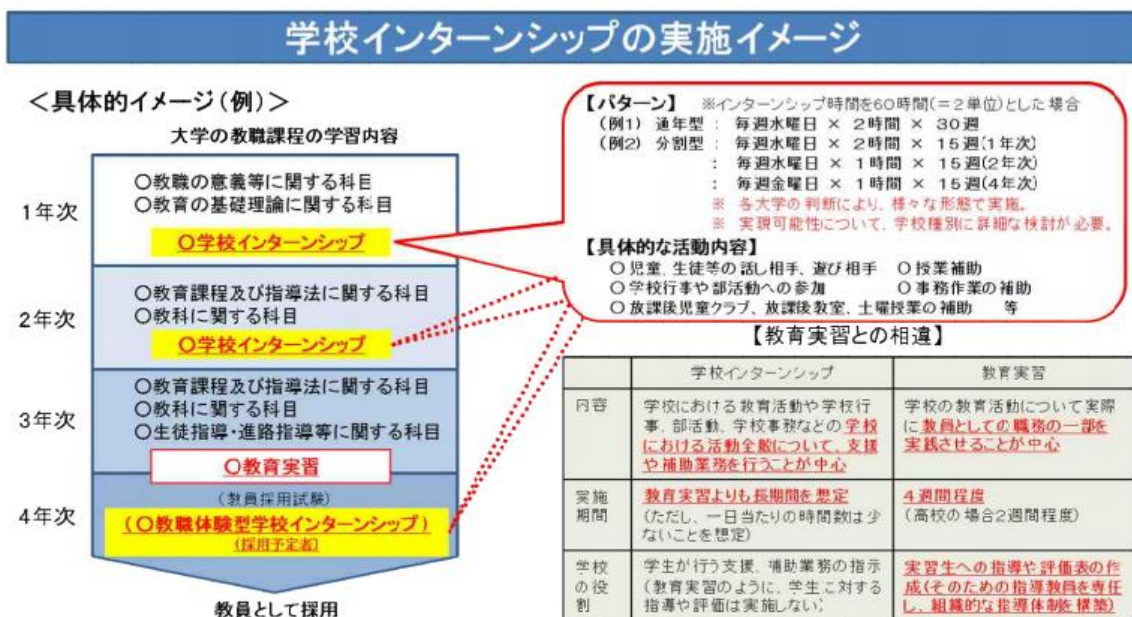 学校インターンシップの実施イメージ
＜具体的イメージ（例）＞
大学の教職課程の学習内容
1年次
○教職の意義等に関する科目
○教育の基礎理論に関する科目
○学校インターンシップ
2年次
○教育課程及び指導法に関する科目
○教科に関する科目
○学校インターンシップ
3年次
○教育課程及び指導法に関する科目
○教科に関する科目
○生徒指導・進路指導等に関する科目
○教育実習
4年次
（教員採用試験）
（○教職体験型学校インターンシップ）
（採用予定者）
教員として採用
【パターン】 ※インターンシップ時間を60時間(＝2単位)とした場合
（例1） 通年型 ： 毎週水曜日 × 2時間 × 30週
（例2） 分割型 ： 毎週水曜日 × 2時間 × 15週(1年次)
： 毎週水曜日 × 1時間 × 15週(2年次)
： 毎週金曜日 × 1時間 × 15週(4年次)
※ 各大学の判断により、様々な形態で実施。
※ 実現可能性について、学校種別に詳細な検討が必要。
【具体的な活動内容】
○児童、生徒等の話し相手、遊び相手 ○授業補助
○学校行事や部活動への参加 ○事務作業の補助
○放課後児童クラブ、放課後教室、土曜授業の補助 等
【教育実習との相違】
学校インターンシップ 教育実習
内容
学校における教育活動や学校行
事、部活動、学校事務などの学校
における活動全般について、支援
や補助業務を行うことが中心
学校の教育活動について実際
に教員としての職務の一部を
実践させることが中心
実施
期間
教育実習よりも長期間を想定
(ただし、一日当たりの時間数は少
ないことを想定)
4週間程度
(高校の場合2週間程度)
学校
の役
割
学生が行う支援、補助業務の指示
(教育実習のように、学生に対する
指導や評価は実施しない)
実習生への指導や評価表の作
成(そのための指導教員を専任
し、組織的な指導体制を構築)